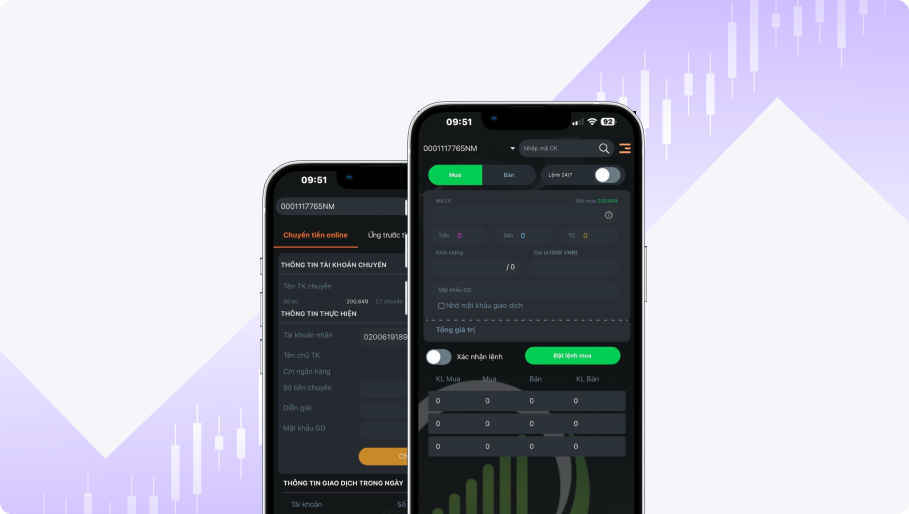 09:51
0001117765NM
Chuyển tiền online
Ứng trước
THÔNG TIN TÀI KHOẢN CHUYỂN
Tên TK chuyển
Số dư 200,649 CT chuyển
THÔNG TIN THỰC HIỆN
Tài khoản nhận 0200619189
Tên chủ TK
C/n ngân hàng
Số tiền chuyển
Diễn giải
Mật khẩu GD
Ch
THÔNG TIN GIAO DỊCH TRONG NGÀY
Tài khoản Số
09:51 92
0001117765NM Nhập mã CK
Mua Bán Lệnh 24/7
Mã CK Sức mua 200,649
Trần 0 Sàn 0 TC 0
Khối lượng Giá (x1000 VNĐ)
/ 0
Mật khẩu GD
Nhớ mật khẩu giao dịch
Tổng giá trị
Xác nhận lệnh Đặt lệnh mua
KL Mua Mua Bán KL Bán
0 0 0 0
0 0 0 0
0 0 0 0